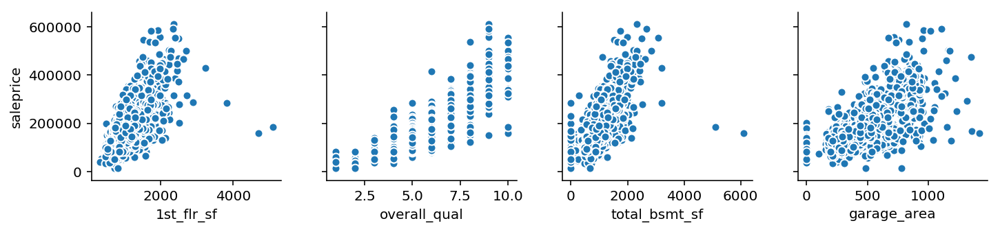 saleprice
600000
400000
200000
0
2000 4000
1st_flr_sf
2.5 5.0 7.5 10.0
overall_qual
0 2000 4000 6000
total_bsmt_sf
0 500 1000
garage_area